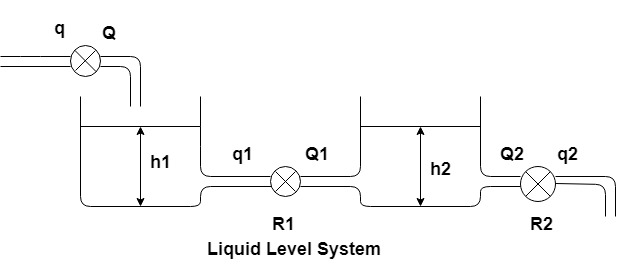 q Q
h1
q1 Q1
h2
Q2 q2
R1
R2
Liquid Level System